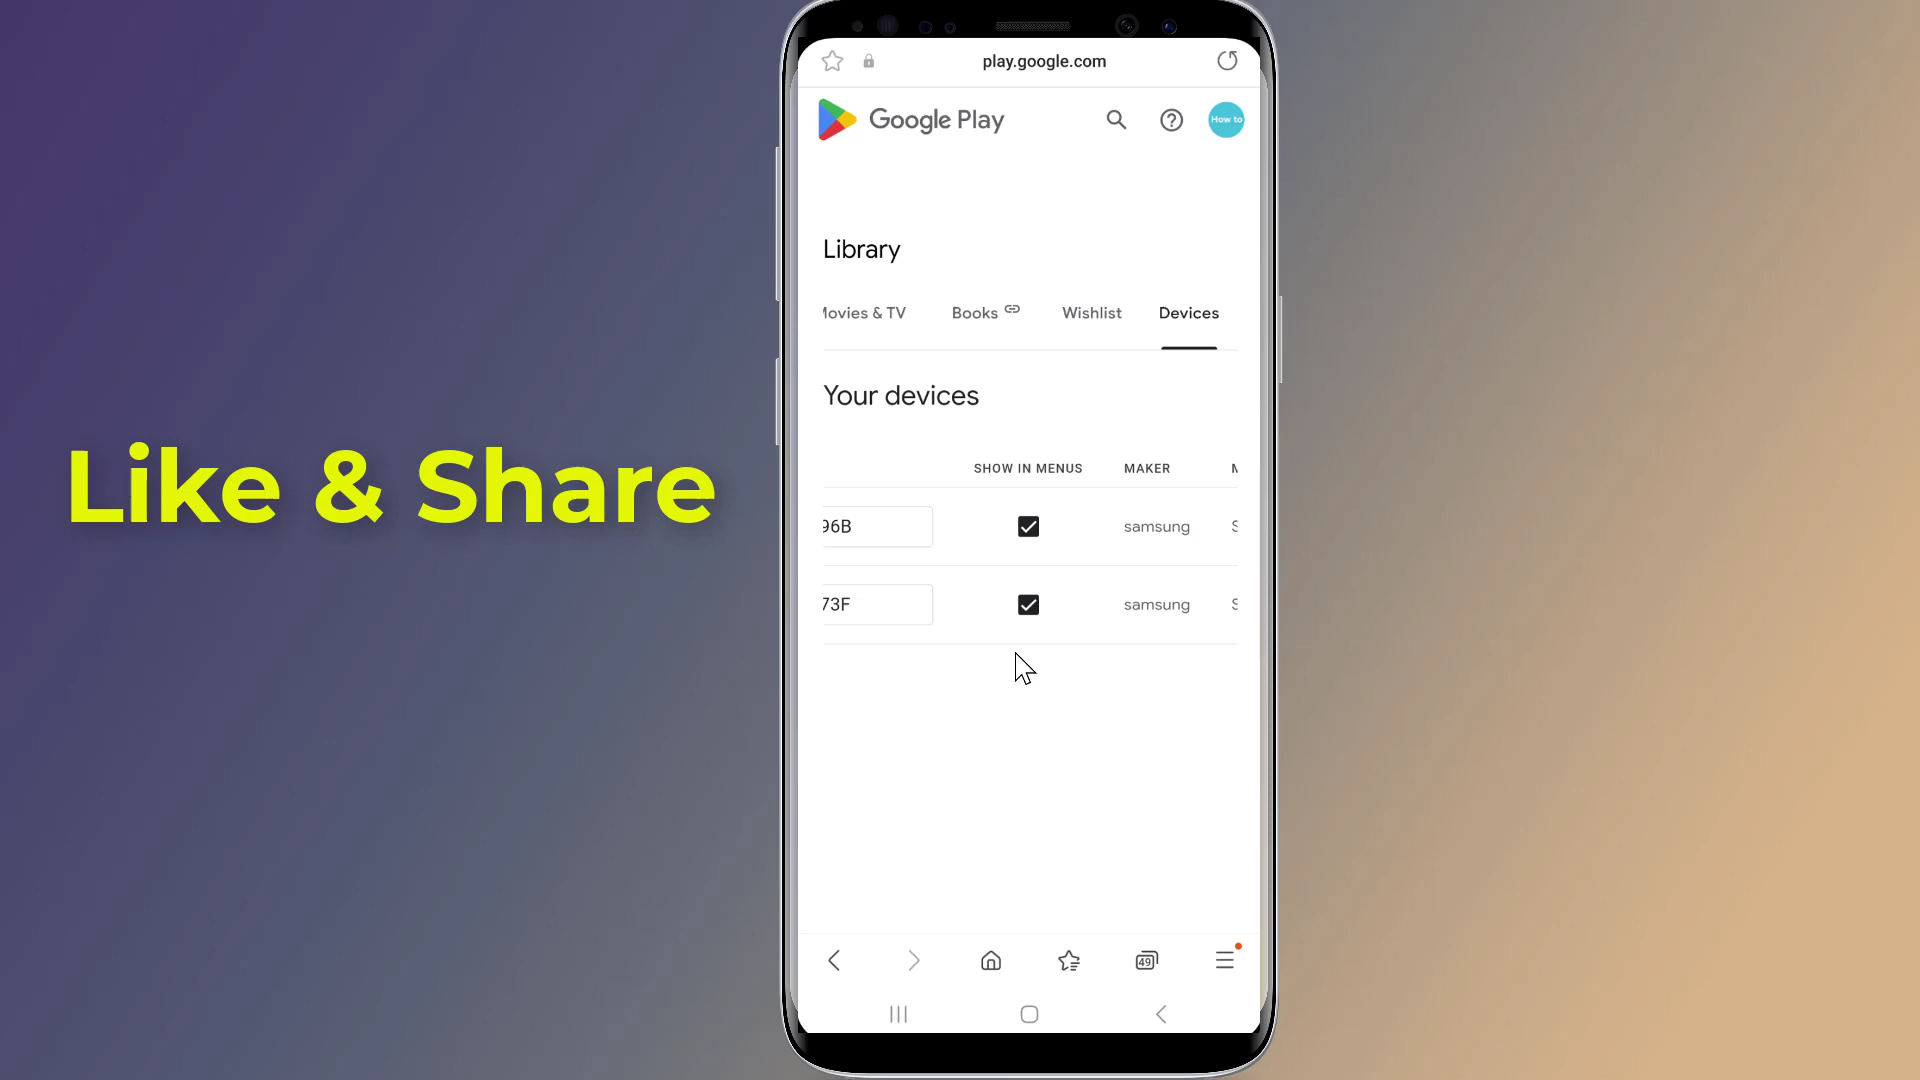 play.google.com
Google Play
How to
Library
Movies & TV
Books
Wishlist
Devices
Your devices
SHOW IN MENUS
MAKER
96B
samsung
73F
samsung
Like & Share
49